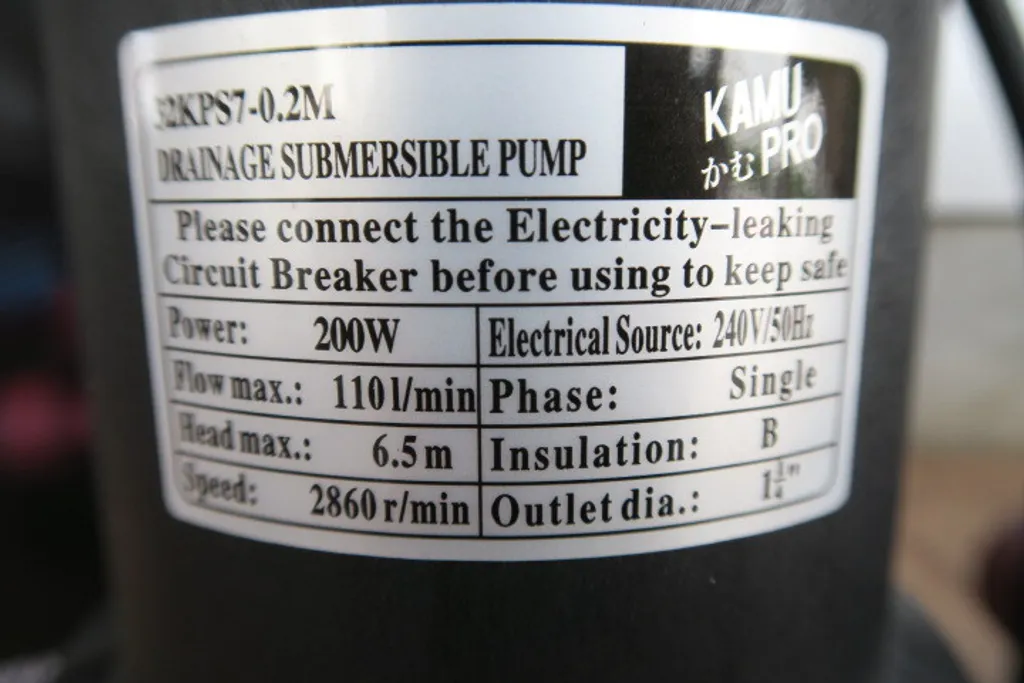 32KPS7-0.2M
DRAINAGE SUBMERSIBLE PUMP
KAMU
かむ PRO
Please connect the Electricity-leaking
Circuit Breaker before using to keep safe
Power: 200W Electrical Source: 240V/50Hz
Flow max.: 110 l/min Phase: Single
Head max.: 6.5 m Insulation: B
Speed: 2860 r/min Outlet dia.: 1¼"